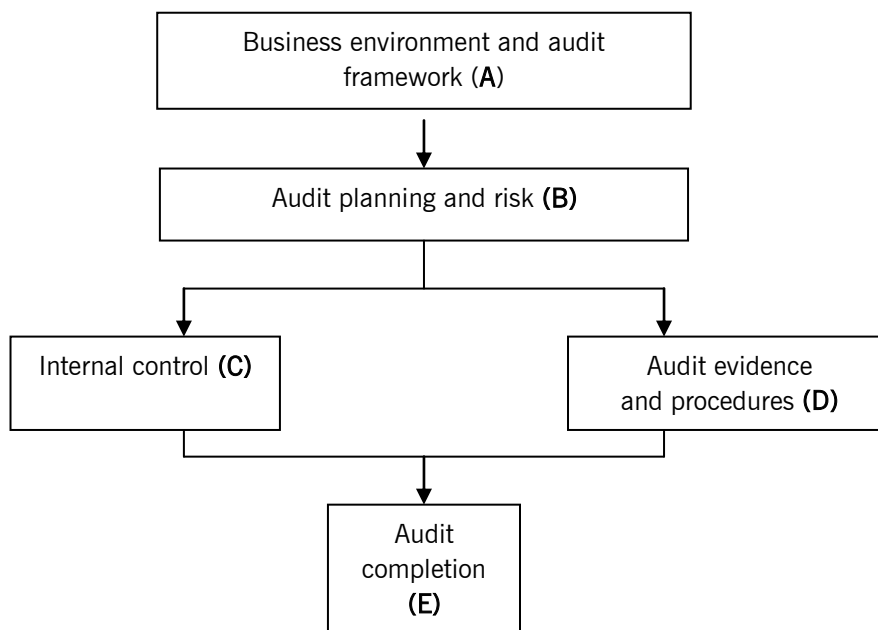 Business environment and audit
framework (A)
Audit planning and risk (B)
Internal control (C)
Audit evidence
and procedures (D)
Audit
completion
(E)